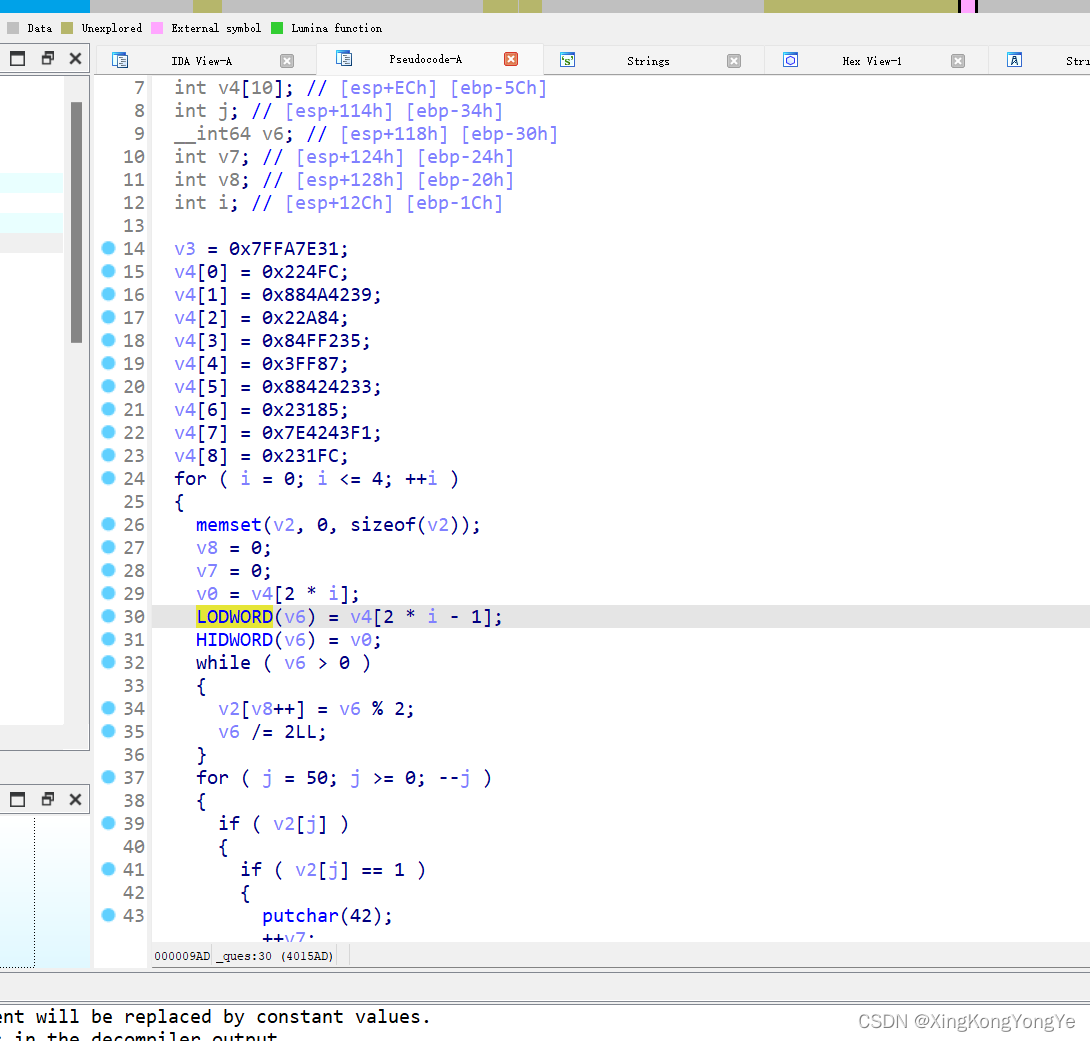 Data Unexplored External symbol Lumina function
IDA View-A Pseudocode-A Strings Hex View-1 Stru
7 int v4[10]; // [esp+ECh] [ebp-5Ch]
8 int j; // [esp+114h] [ebp-34h]
9 __int64 v6; // [esp+118h] [ebp-30h]
10 int v7; // [esp+124h] [ebp-24h]
11 int v8; // [esp+128h] [ebp-20h]
12 int i; // [esp+12Ch] [ebp-1Ch]
13
14 v3 = 0x7FFA7E31;
15 v4[0] = 0x224FC;
16 v4[1] = 0x884A4239;
17 v4[2] = 0x22A84;
18 v4[3] = 0x84FF235;
19 v4[4] = 0x3FF87;
20 v4[5] = 0x88424233;
21 v4[6] = 0x23185;
22 v4[7] = 0x7E4243F1;
23 v4[8] = 0x231FC;
24 for ( i = 0; i <= 4; ++i )
25 {
26 memset(v2, 0, sizeof(v2));
27 v8 = 0;
28 v7 = 0;
29 v0 = v4[2 * i];
30 LODWORD(v6) = v4[2 * i - 1];
31 HIDWORD(v6) = v0;
32 while ( v6 > 0 )
33 {
34 v2[v8++] = v6 % 2;
35 v6 /= 2LL;
36 }
37 for ( j = 50; j >= 0; --j )
38 {
39 if ( v2[j] )
40 {
41 if ( v2[j] == 1 )
42 {
43 putchar(42);
++v7;
000009AD _ques:30 (4015AD)
ent will be replaced by constant values.
in the decompiler output
CSDN @XingKongYongYe